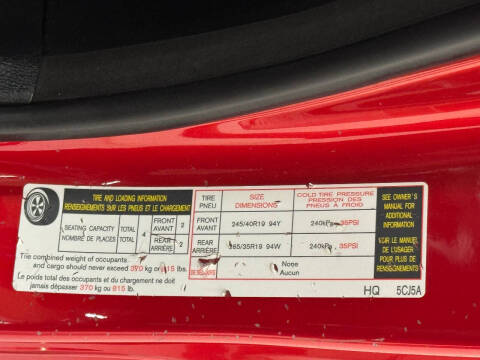 TIRE AND LOADING INFORMATION
RENSEIGNEMENTS SUR LES PNEUS ET LE CHARGEMENT
SEATING CAPACITY TOTAL 4 FRONT AVANT 2
NOMBRE DE PLACES TOTAL REAR ARRIÈRE 2
The combined weight of occupants
and cargo should never exceed 370 kg or 815 lbs.
Le poids total des occupants et du chargement ne doit
jamais dépasser 370 kg ou 815 lb.
TIRE PNEU SIZE DIMENSIONS COLD TIRE PRESSURE PRESSION DES PNEUS À FROID
FRONT AVANT 245/40R19 94Y 240kPa, 35PSI
REAR ARRIÈRE 265/35R19 94W 240kPa, 35PSI
None
Aucun
SEE OWNER'S
MANUAL FOR
ADDITIONAL
INFORMATION
VOIR LE MANUEL
DE L'USAGER
POUR PLUS DE
RENSEIGNEMENTS
HQ 5CJ5A